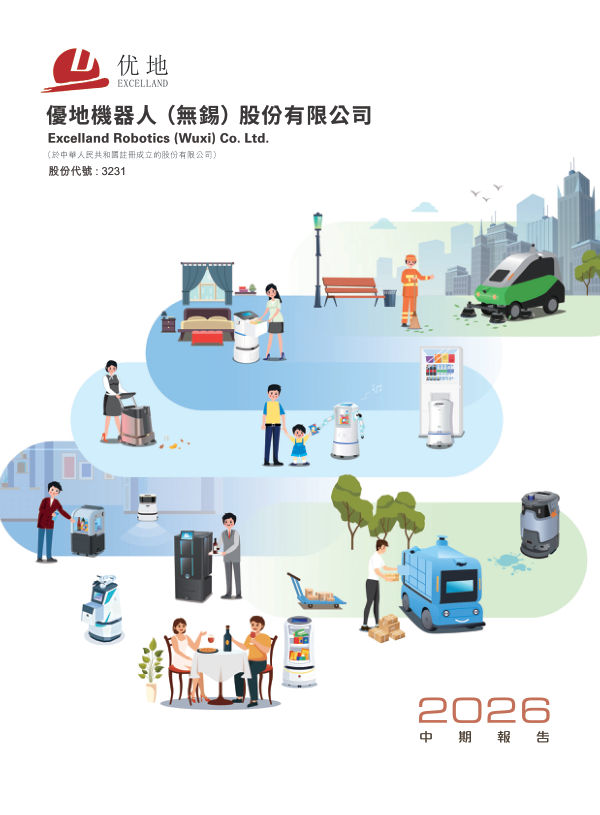 优地
EXCELLAND
優地機器人（無錫）股份有限公司
Excelland Robotics (Wuxi) Co. Ltd.
（於中華人民共和國註冊成立的股份有限公司）
股份代號：3231
2026
中期報告